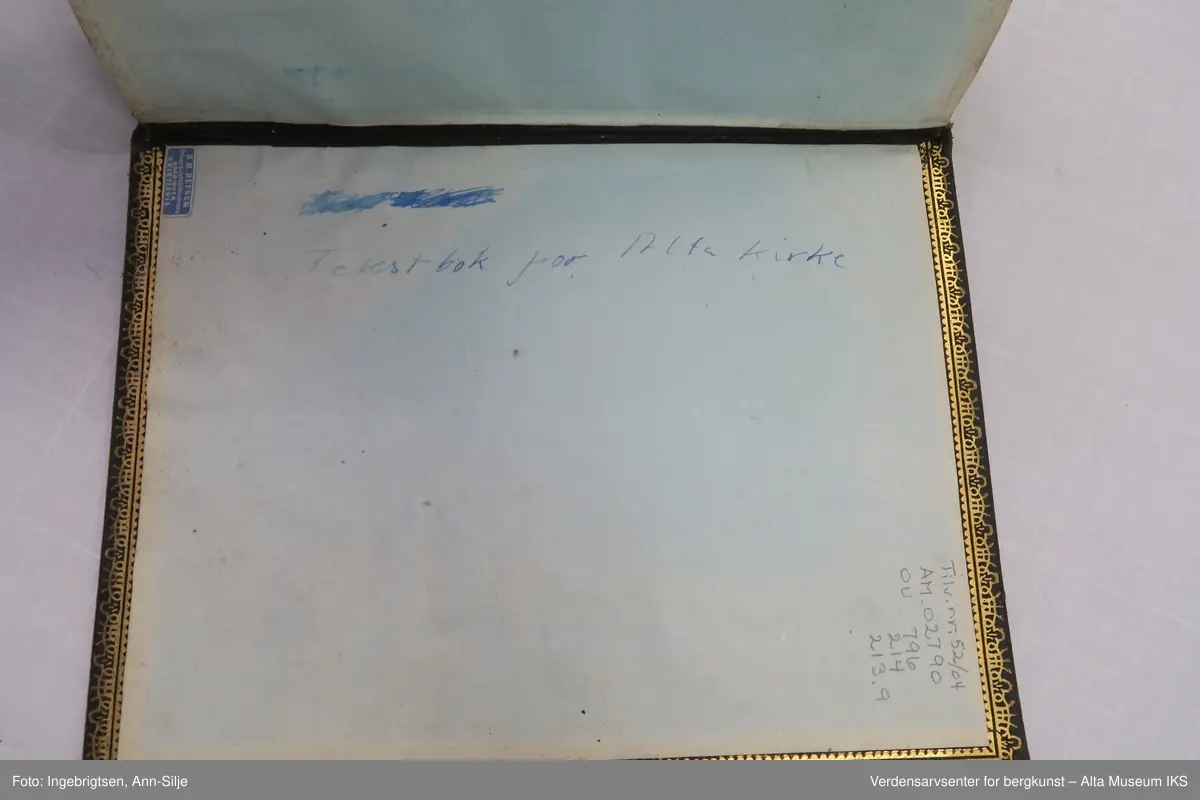 Tekstbok for Alta kirke
Tilv.nr. 52/04
AM.02790
OU 796
214
213.9
Foto: Ingebrigtsen, Ann-Silje
Verdensarvsenter for bergkunst – Alta Museum IKS